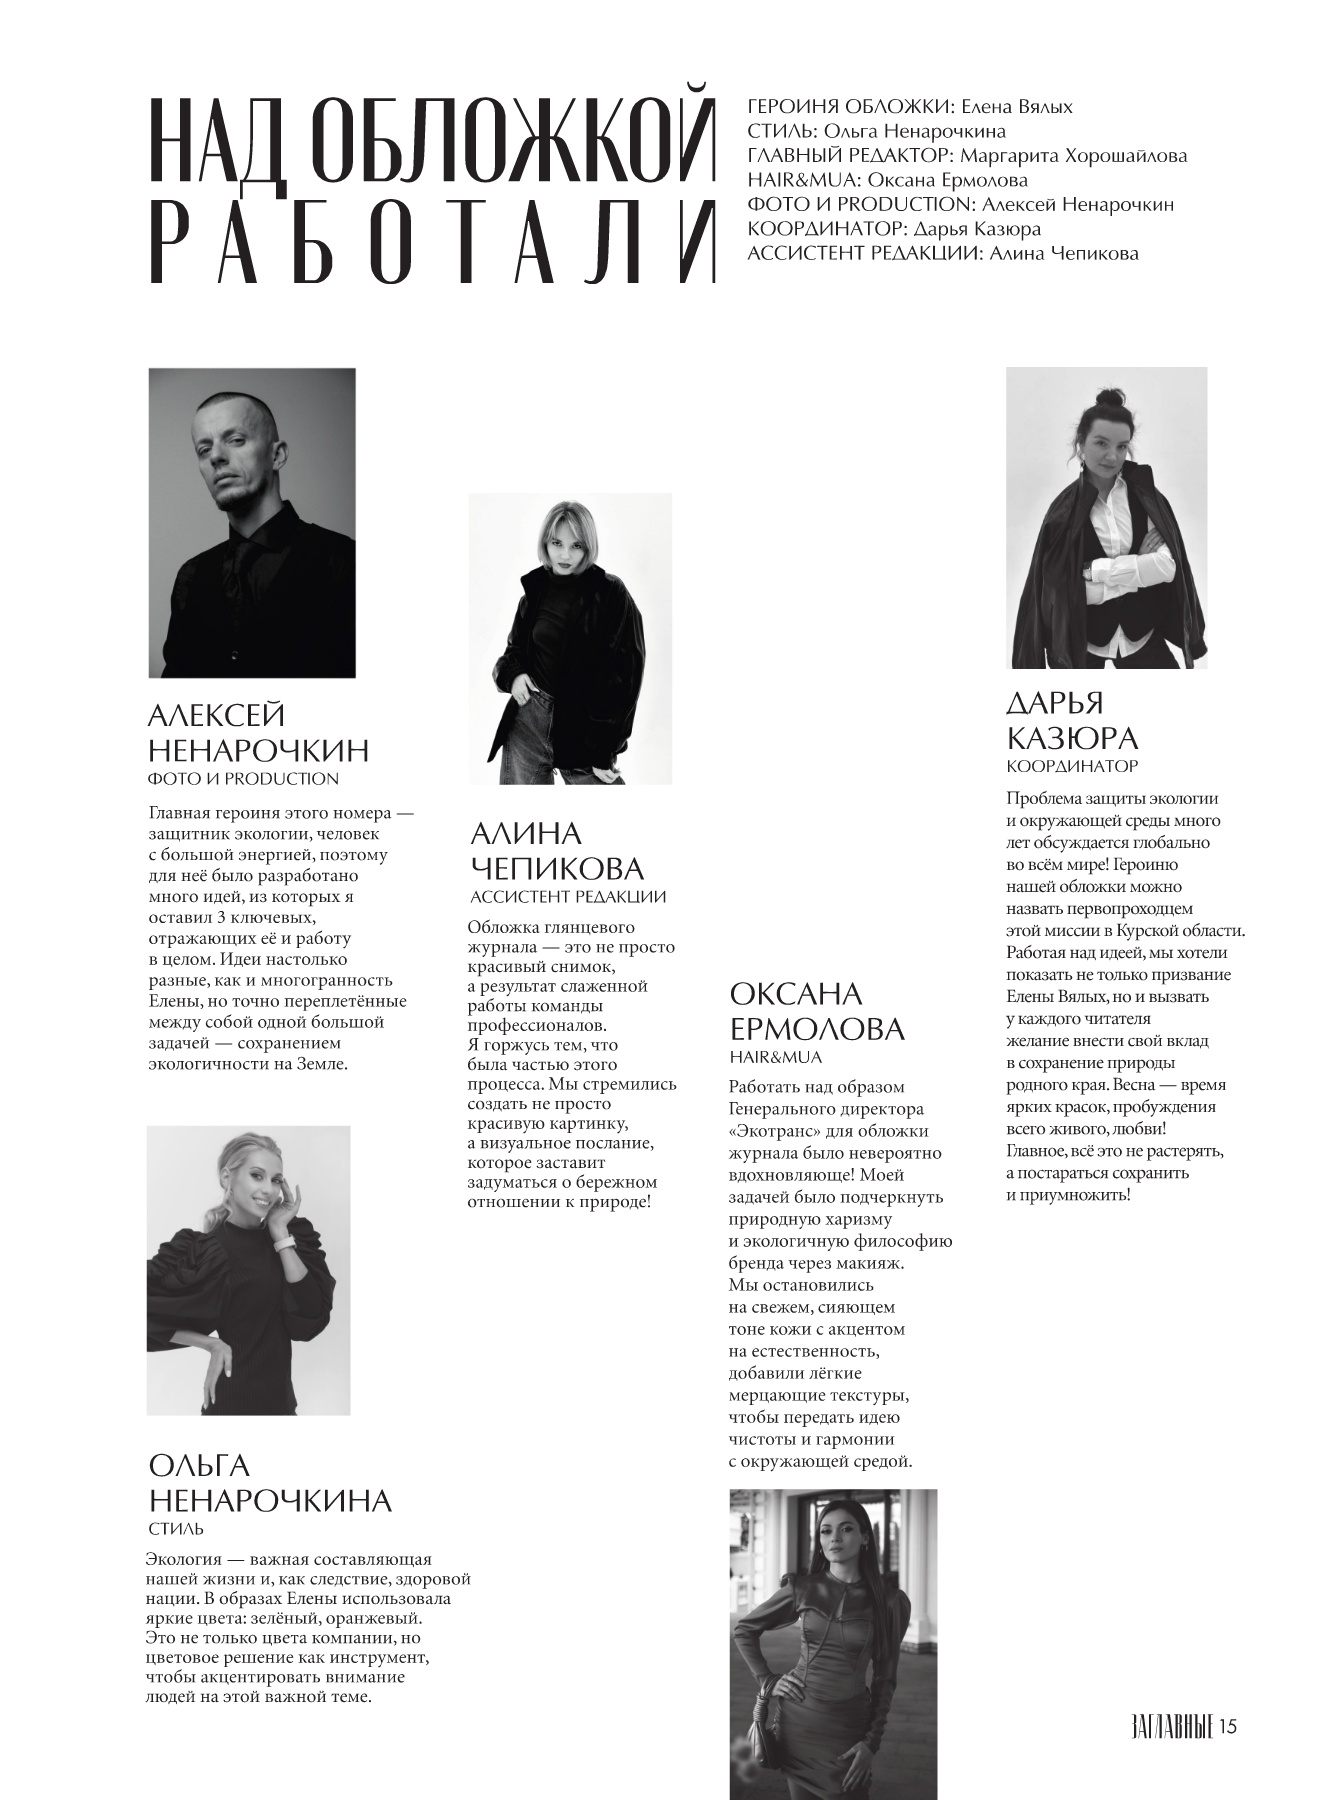 НАД ОБЛОЖКОЙ
РАБОТАЛИ
ГЕРОИНЯ ОБЛОЖКИ: Елена Вялых
СТИЛЬ: Ольга Ненарочкина
ГЛАВНЫЙ РЕДАКТОР: Маргарита Хорошайлова
HAIR&MUA: Оксана Ермолова
ФОТО И PRODUCTION: Алексей Ненарочкин
КООРДИНАТОР: Дарья Казюра
АССИСТЕНТ РЕДАКЦИИ: Алина Чепикова
АЛЕКСЕЙ
НЕНАРОЧКИН
ФОТО И PRODUCTION
Главная героиня этого номера —
защитник экологии, человек
с большой энергией, поэтому
для неё было разработано
много идей, из которых я
оставил 3 ключевых,
отражающих её и работу
в целом. Идеи настолько
разные, как и многогранность
Елены, но точно переплетённые
между собой одной большой
задачей — сохранением
экологичности на Земле.
ОЛЬГА
НЕНАРОЧКИНА
СТИЛЬ
Экология — важная составляющая
нашей жизни и, как следствие, здоровой
нации. В образах Елены использовала
яркие цвета: зелёный, оранжевый.
Это не только цвета компании, но
цветовое решение как инструмент,
чтобы акцентировать внимание
людей на этой важной теме.
АЛИНА
ЧЕПИКОВА
АССИСТЕНТ РЕДАКЦИИ
Обложка глянцевого
журнала — это не просто
красивый снимок,
а результат слаженной
работы команды
профессионалов.
Я горжусь тем, что
была частью этого
процесса. Мы стремились
создать не просто
красивую картинку,
а визуальное послание,
которое заставит
задуматься о бережном
отношении к природе!
ОКСАНА
ЕРМОЛОВА
HAIR&MUA
Работать над образом
Генерального директора
«Экотранс» для обложки
журнала было невероятно
вдохновляюще! Моей
задачей было подчеркнуть
природную харизму
и экологичную философию
бренда через макияж.
Мы остановились
на свежем, сияющем
тоне кожи с акцентом
на естественность,
добавили лёгкие
мерцающие текстуры,
чтобы передать идею
чистоты и гармонии
с окружающей средой.
ДАРЬЯ
КАЗЮРА
КООРДИНАТОР
Проблема защиты экологии
и окружающей среды много
лет обсуждается глобально
во всём мире! Героиню
нашей обложки можно
назвать первопроходцем
этой миссии в Курской области.
Работая над идеей, мы хотели
показать не только призвание
Елены Вялых, но и вызвать
у каждого читателя
желание внести свой вклад
в сохранение природы
родного края. Весна — время
ярких красок, пробуждения
всего живого, любви!
Главное, всё это не растерять,
а постараться сохранить
и приумножить!
ЗАГЛАВНЫЕ 15